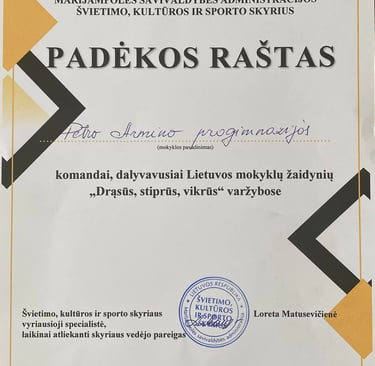 MARIJAMPOLĖS SAVIVALDYBĖS ADMINISTRACIJOS
ŠVIETIMO, KULTŪROS IR SPORTO SKYRIUS
PADĖKOS RAŠTAS
Petro Armino progimnazijos
(mokyklos pavadinimas)
komandai, dalyvavusiai Lietuvos mokyklų žaidynių
„Drąsūs, stiprūs, vikrūs“ varžybose
Švietimo, kultūros ir sporto skyriaus
vyriausioji specialistė,
laikinai atliekanti skyriaus vedėjo pareigas
LIETUVOS RESPUBLIKA
ŠVIETIMO,
KULTŪROS
IR SPORTO
Loreta Matusevičienė